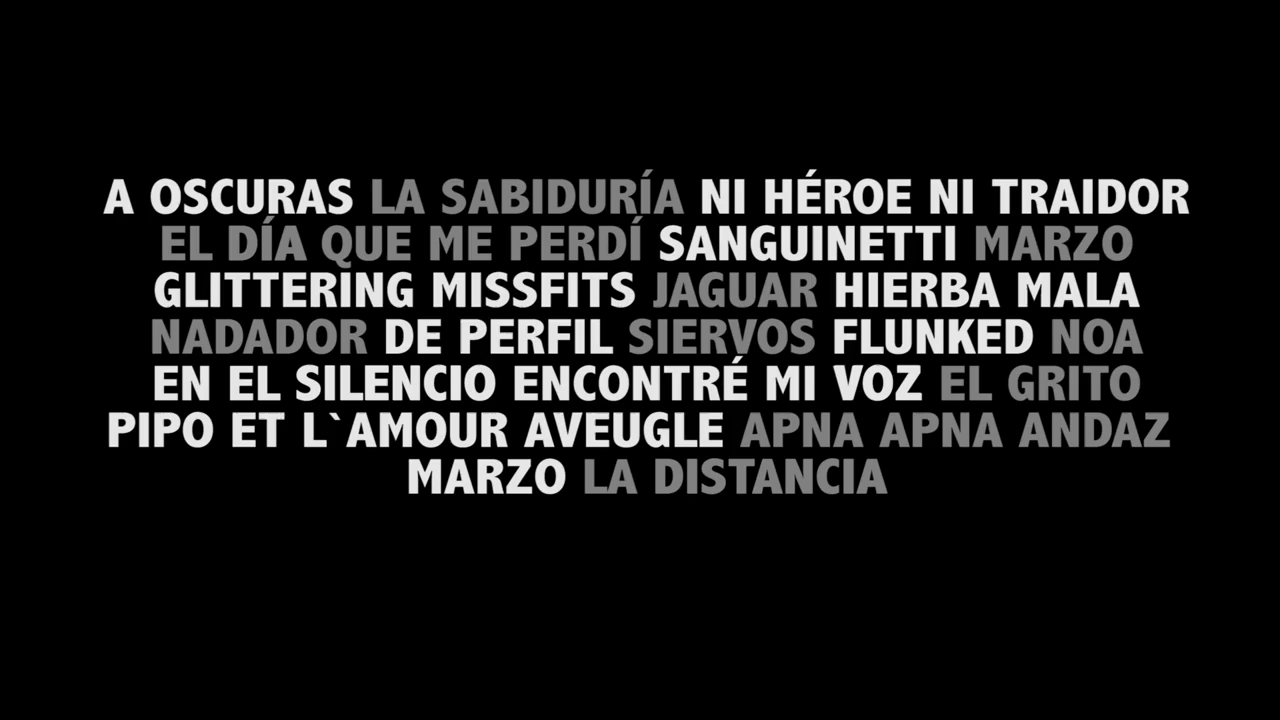 A OSCURAS LA SABIDURÍA NI HÉROE NI TRAIDOR
EL DÍA QUE ME PERDÍ SANGUINETTI MARZO
GLITTERING MISSFITS JAGUAR HIERBA MALA
NADADOR DE PERFIL SIERVOS FLUNKED NOA
EN EL SILENCIO ENCONTRÉ MI VOZ EL GRITO
PIPO ET L`AMOUR AVEUGLE APNA APNA ANDAZ
MARZO LA DISTANCIA